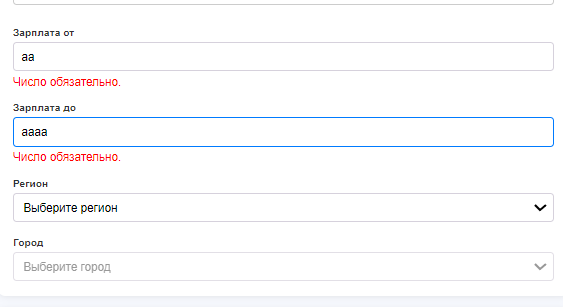 Зарплата от
аа
Число обязательно.
Зарплата до
аааа
Число обязательно.
Регион
Выберите регион
Город
Выберите город